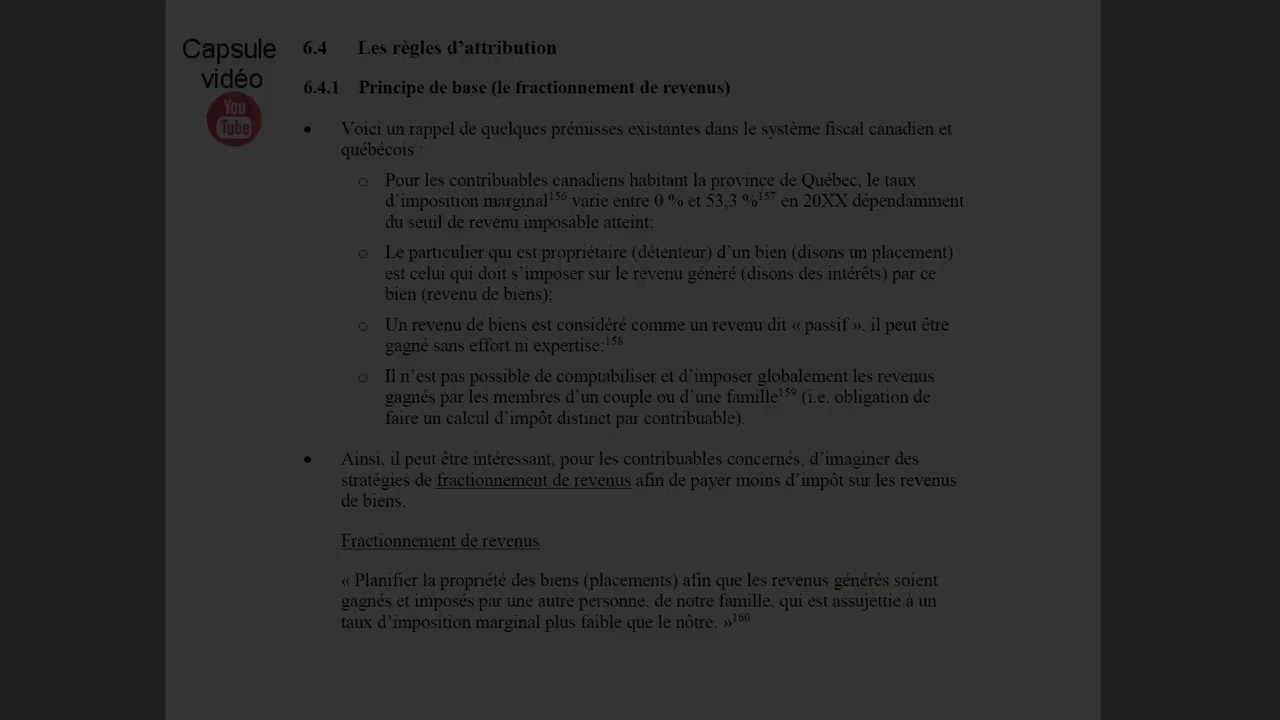 Capsule
vidéo
You
Tube
6.4 Les règles d’attribution
6.4.1 Principe de base (le fractionnement de revenus)
• Voici un rappel de quelques prémisses existantes dans le système fiscal canadien et
québécois :
o Pour les contribuables canadiens habitant la province de Québec, le taux
d’imposition marginal156 varie entre 0 % et 53,3 %157 en 20XX dépendamment
du seuil de revenu imposable atteint;
o Le particulier qui est propriétaire (détenteur) d’un bien (disons un placement)
est celui qui doit s’imposer sur le revenu généré (disons des intérêts) par ce
bien (revenu de biens);
o Un revenu de biens est considéré comme un revenu dit « passif », il peut être
gagné sans effort ni expertise;158
o Il n’est pas possible de comptabiliser et d’imposer globalement les revenus
gagnés par les membres d’un couple ou d’une famille159 (i.e. obligation de
faire un calcul d’impôt distinct par contribuable).
• Ainsi, il peut être intéressant, pour les contribuables concernés, d’imaginer des
stratégies de fractionnement de revenus afin de payer moins d’impôt sur les revenus
de biens.
Fractionnement de revenus
« Planifier la propriété des biens (placements) afin que les revenus générés soient
gagnés et imposés par une autre personne, de notre famille, qui est assujettie à un
taux d’imposition marginal plus faible que le nôtre. »160